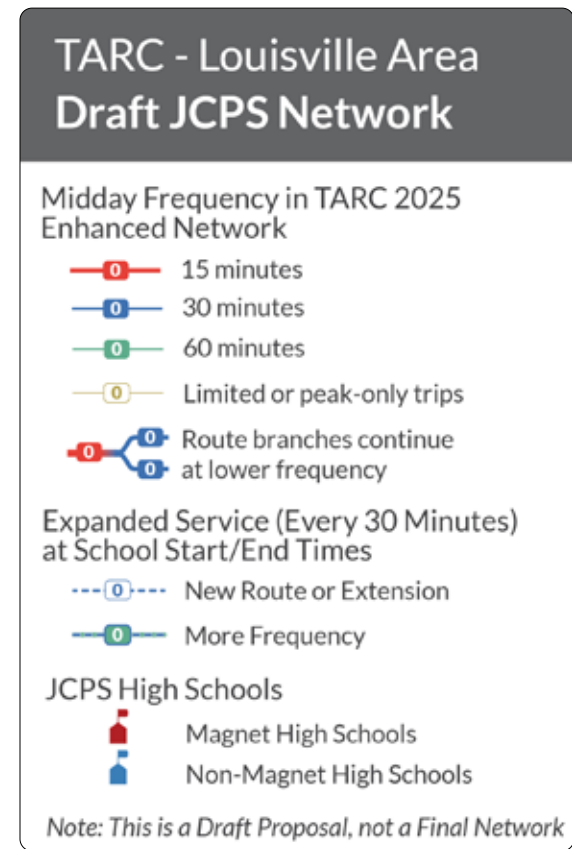 TARC - Louisville Area
Draft JCPS Network
Midday Frequency in TARC 2025
Enhanced Network
0 15 minutes
0 30 minutes
0 60 minutes
0 Limited or peak-only trips
0 0 Route branches continue
0 at lower frequency
Expanded Service (Every 30 Minutes)
at School Start/End Times
0 New Route or Extension
0 More Frequency
JCPS High Schools
Magnet High Schools
Non-Magnet High Schools
Note: This is a Draft Proposal, not a Final Network